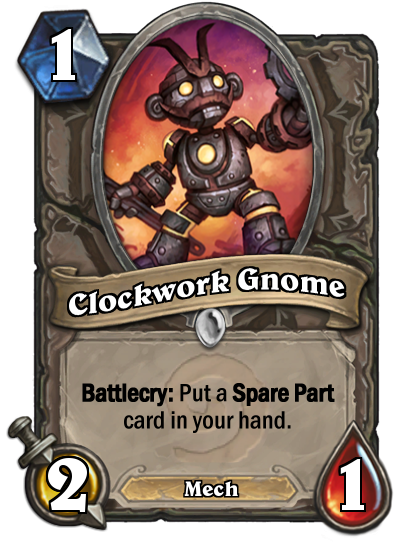 1
Clockwork Gnome
Battlecry: Put a Spare Part
card in your hand.
2
Mech
1